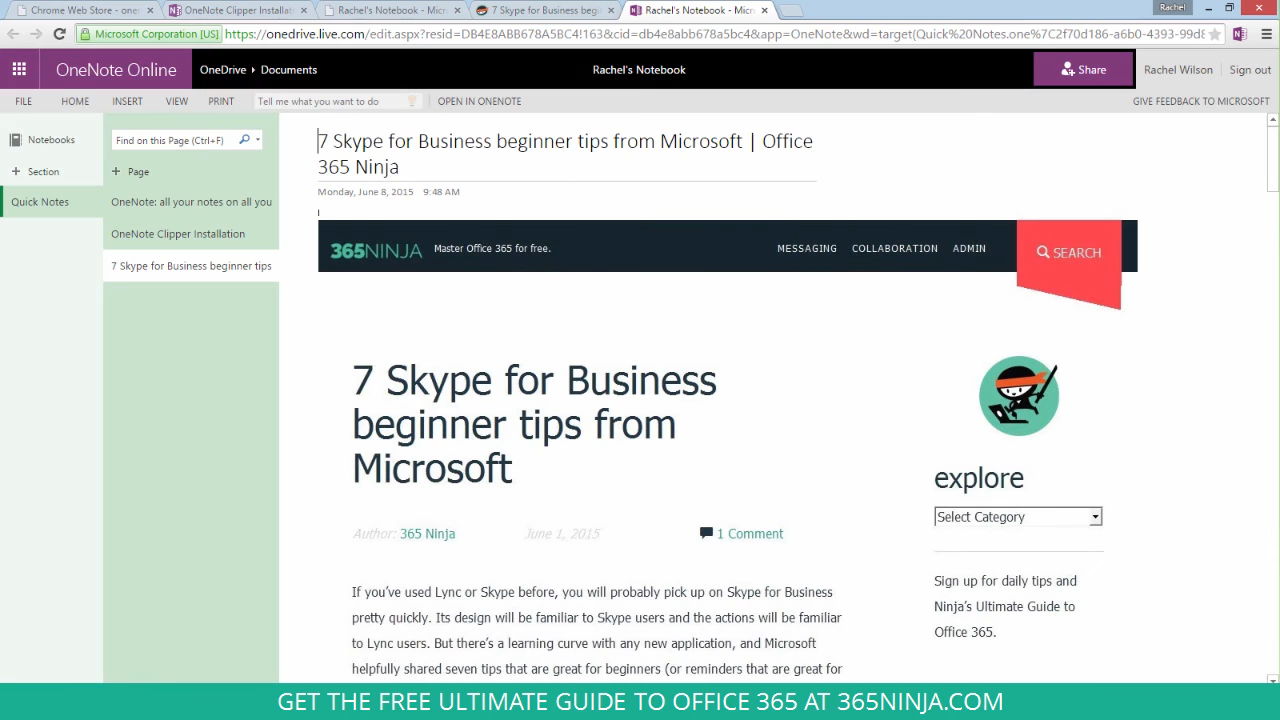 Chrome Web Store - one
OneNote Clipper Installat
Rachel's Notebook - Micr
7 Skype for Business begi
Rachel's Notebook - Micr
Rachel
Microsoft Corporation [US]
https://onedrive.live.com/edit.aspx?resid=DB4E8ABB678A5BC4!163&cid=db4e8abb678a5bc4&app=OneNote&wd=target(Quick%20Notes.one%7C2f70d186-a6b0-4393-99d8
OneNote Online
OneDrive
Documents
Rachel's Notebook
Share
Rachel Wilson
Sign out
FILE
HOME
INSERT
VIEW
PRINT
Tell me what you want to do
OPEN IN ONENOTE
GIVE FEEDBACK TO MICROSOFT
Notebooks
+ Section
Quick Notes
Find on this Page (Ctrl+F)
+ Page
OneNote: all your notes on all you
OneNote Clipper Installation
7 Skype for Business beginner tips
7 Skype for Business beginner tips from Microsoft | Office
365 Ninja
Monday, June 8, 2015 9:48 AM
365NINJA
Master Office 365 for free.
MESSAGING
COLLABORATION
ADMIN
SEARCH
7 Skype for Business
beginner tips from
Microsoft
Author: 365 Ninja
June 1, 2015
1 Comment
If you've used Lync or Skype before, you will probably pick up on Skype for Business
pretty quickly. Its design will be familiar to Skype users and the actions will be familiar
to Lync users. But there's a learning curve with any new application, and Microsoft
helpfully shared seven tips that are great for beginners (or reminders that are great for
explore
Select Category
Sign up for daily tips and
Ninja's Ultimate Guide to
Office 365.
GET THE FREE ULTIMATE GUIDE TO OFFICE 365 AT 365NINJA.COM